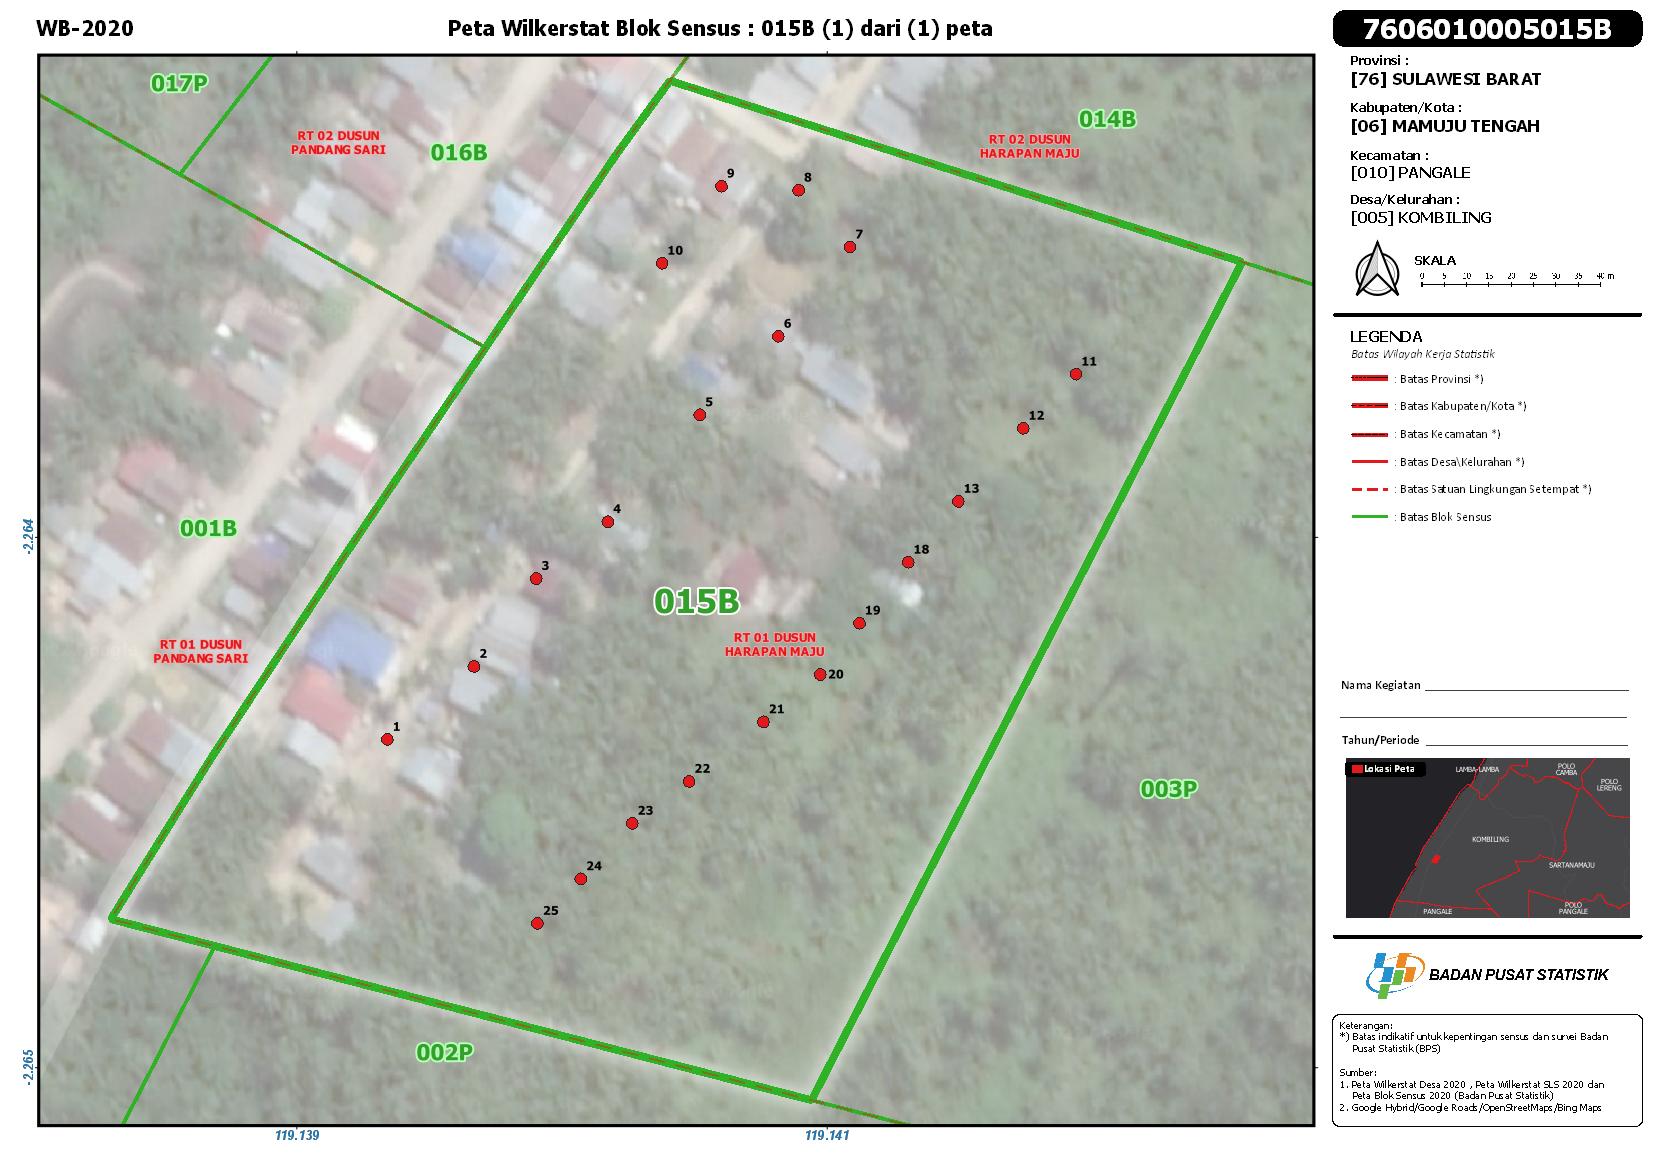 WB-2020
Peta Wilkerstat Blok Sensus : 015B (1) dari (1) peta
7606010005015B
Provinsi :
[76] SULAWESI BARAT
Kabupaten/Kota :
[06] MAMUJU TENGAH
Kecamatan :
[010] PANGALE
Desa/Kelurahan :
[005] KOMBILING
SKALA
0 5 10 15 20 25 30 35 40 m
LEGENDA
Batas Wilayah Kerja Statistik
: Batas Provinsi *)
: Batas Kabupaten/Kota *)
: Batas Kecamatan *)
: Batas Desa\Kelurahan *)
: Batas Satuan Lingkungan Setempat *)
: Batas Blok Sensus
Nama Kegiatan
Tahun/Periode
Lokasi Peta
LAMBA-LAMBA
POLO
CAMBA
POLO
LERENG
KOMBILING
SARTANAMAJU
PANGALE
POLO
PANGALE
BADAN PUSAT STATISTIK
Keterangan:
*) Batas indikatif untuk kepentingan sensus dan survei Badan
Pusat Statistik (BPS)
Sumber:
1. Peta Wilkerstat Desa 2020 , Peta Wilkerstat SLS 2020 dan
Peta Blok Sensus 2020 (Badan Pusat Statistik)
2. Google Hybrid/Google Roads/OpenStreetMaps/Bing Maps
017P
RT 02 DUSUN
PANDANG SARI
016B
014B
RT 02 DUSUN
HARAPAN MAJU
9
8
7
10
6
11
5
12
13
4
001B
18
3
015B
19
RT 01 DUSUN
PANDANG SARI
RT 01 DUSUN
HARAPAN MAJU
2
20
21
1
22
003P
23
24
25
002P
-2.264
-2.265
119.139
119.141